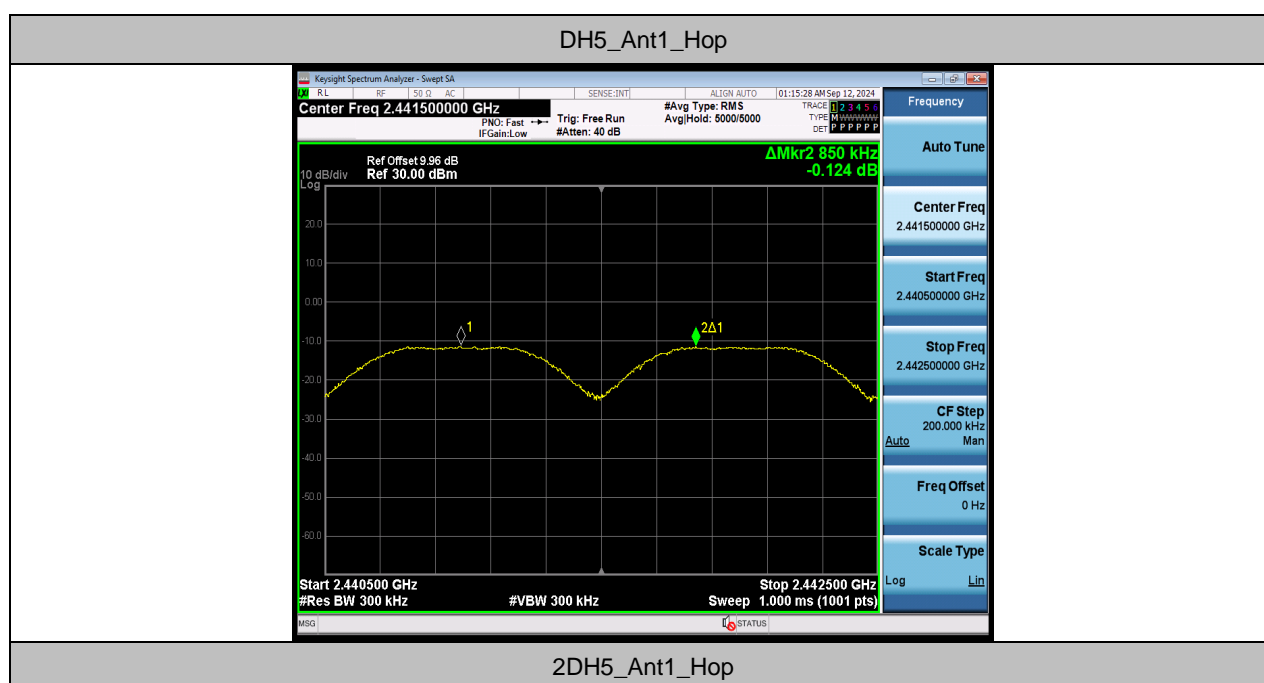 DH5_Ant1_Hop
Keysight Spectrum Analyzer - Swept SA
RL RF 50 Ω AC SENSE:INT ALIGN AUTO 01:15:28 AM Sep 12, 2024
Center Freq 2.441500000 GHz
PNO: Fast
IFGain:Low
Trig: Free Run
#Atten: 40 dB
#Avg Type: RMS
Avg|Hold: 5000/5000
TRACE 1 2 3 4 5 6
TYPE M WWWWW
DET P P P P P P
Ref Offset 9.96 dB
Ref 30.00 dBm
10 dB/div
Log
ΔMkr2 850 kHz
-0.124 dB
20.0
10.0
0.00
-10.0
-20.0
-30.0
-40.0
-50.0
-60.0
1
2Δ1
Start 2.440500 GHz
Stop 2.442500 GHz
#Res BW 300 kHz
#VBW 300 kHz
Sweep 1.000 ms (1001 pts)
MSG
STATUS
Frequency
Auto Tune
Center Freq
2.441500000 GHz
Start Freq
2.440500000 GHz
Stop Freq
2.442500000 GHz
CF Step
200.000 kHz
Auto Man
Freq Offset
0 Hz
Scale Type
Log Lin
2DH5_Ant1_Hop